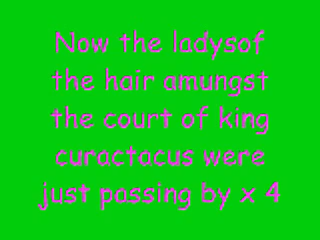 Now the ladysof
the hair amungst
the court of king
curactacus were
just passing by x 4